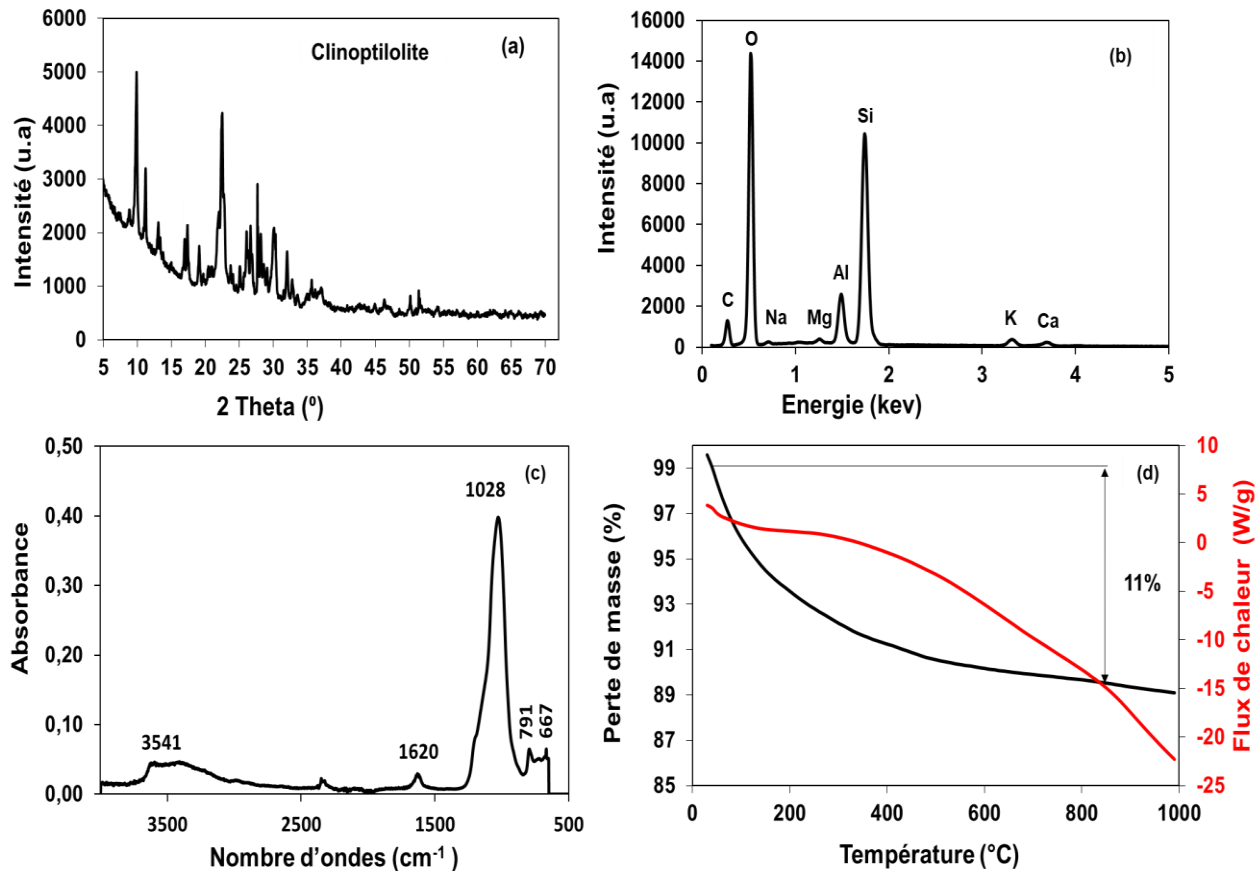 6000
5000
4000
3000
2000
1000
0
Intensité (u.a)
Clinoptilolite
(a)
5 10 15 20 25 30 35 40 45 50 55 60 65 70
2 Theta (⁰)
16000
14000
12000
10000
8000
6000
4000
2000
0
Intensité (u.a)
(b)
C
O
Na
Mg
Al
Si
K
Ca
0 1 2 3 4 5
Energie (kev)
0,50
0,40
0,30
0,20
0,10
0,00
Absorbance
(c)
3541
1620
1028
791
667
3500 2500 1500 500
Nombre d’ondes (cm⁻¹)
99
97
95
93
91
89
87
85
Perte de masse (%)
(d)
11%
10
5
0
-5
-10
-15
-20
-25
Flux de chaleur (W/g)
0 200 400 600 800 1000
Température (°C)